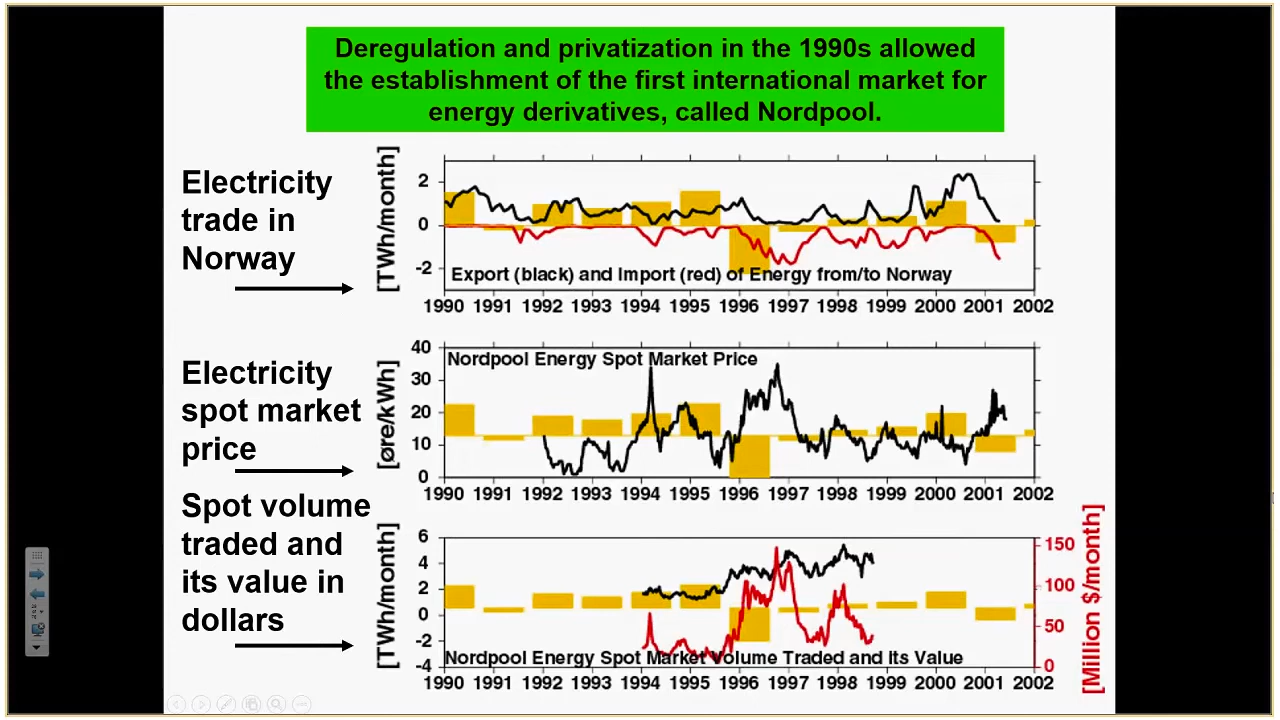 Deregulation and privatization in the 1990s allowed
the establishment of the first international market for
energy derivatives, called Nordpool.
Electricity
trade in
Norway
[TWh/month]
2
0
-2
Export (black) and Import (red) of Energy from/to Norway
1990 1991 1992 1993 1994 1995 1996 1997 1998 1999 2000 2001 2002
Electricity
spot market
price
[øre/kWh]
40
30
20
10
0
Nordpool Energy Spot Market Price
1990 1991 1992 1993 1994 1995 1996 1997 1998 1999 2000 2001 2002
Spot volume
traded and
its value in
dollars
[TWh/month]
6
4
2
0
-2
-4
Nordpool Energy Spot Market Volume Traded and its Value
150
100
50
0
[Million $/month]
1990 1991 1992 1993 1994 1995 1996 1997 1998 1999 2000 2001 2002